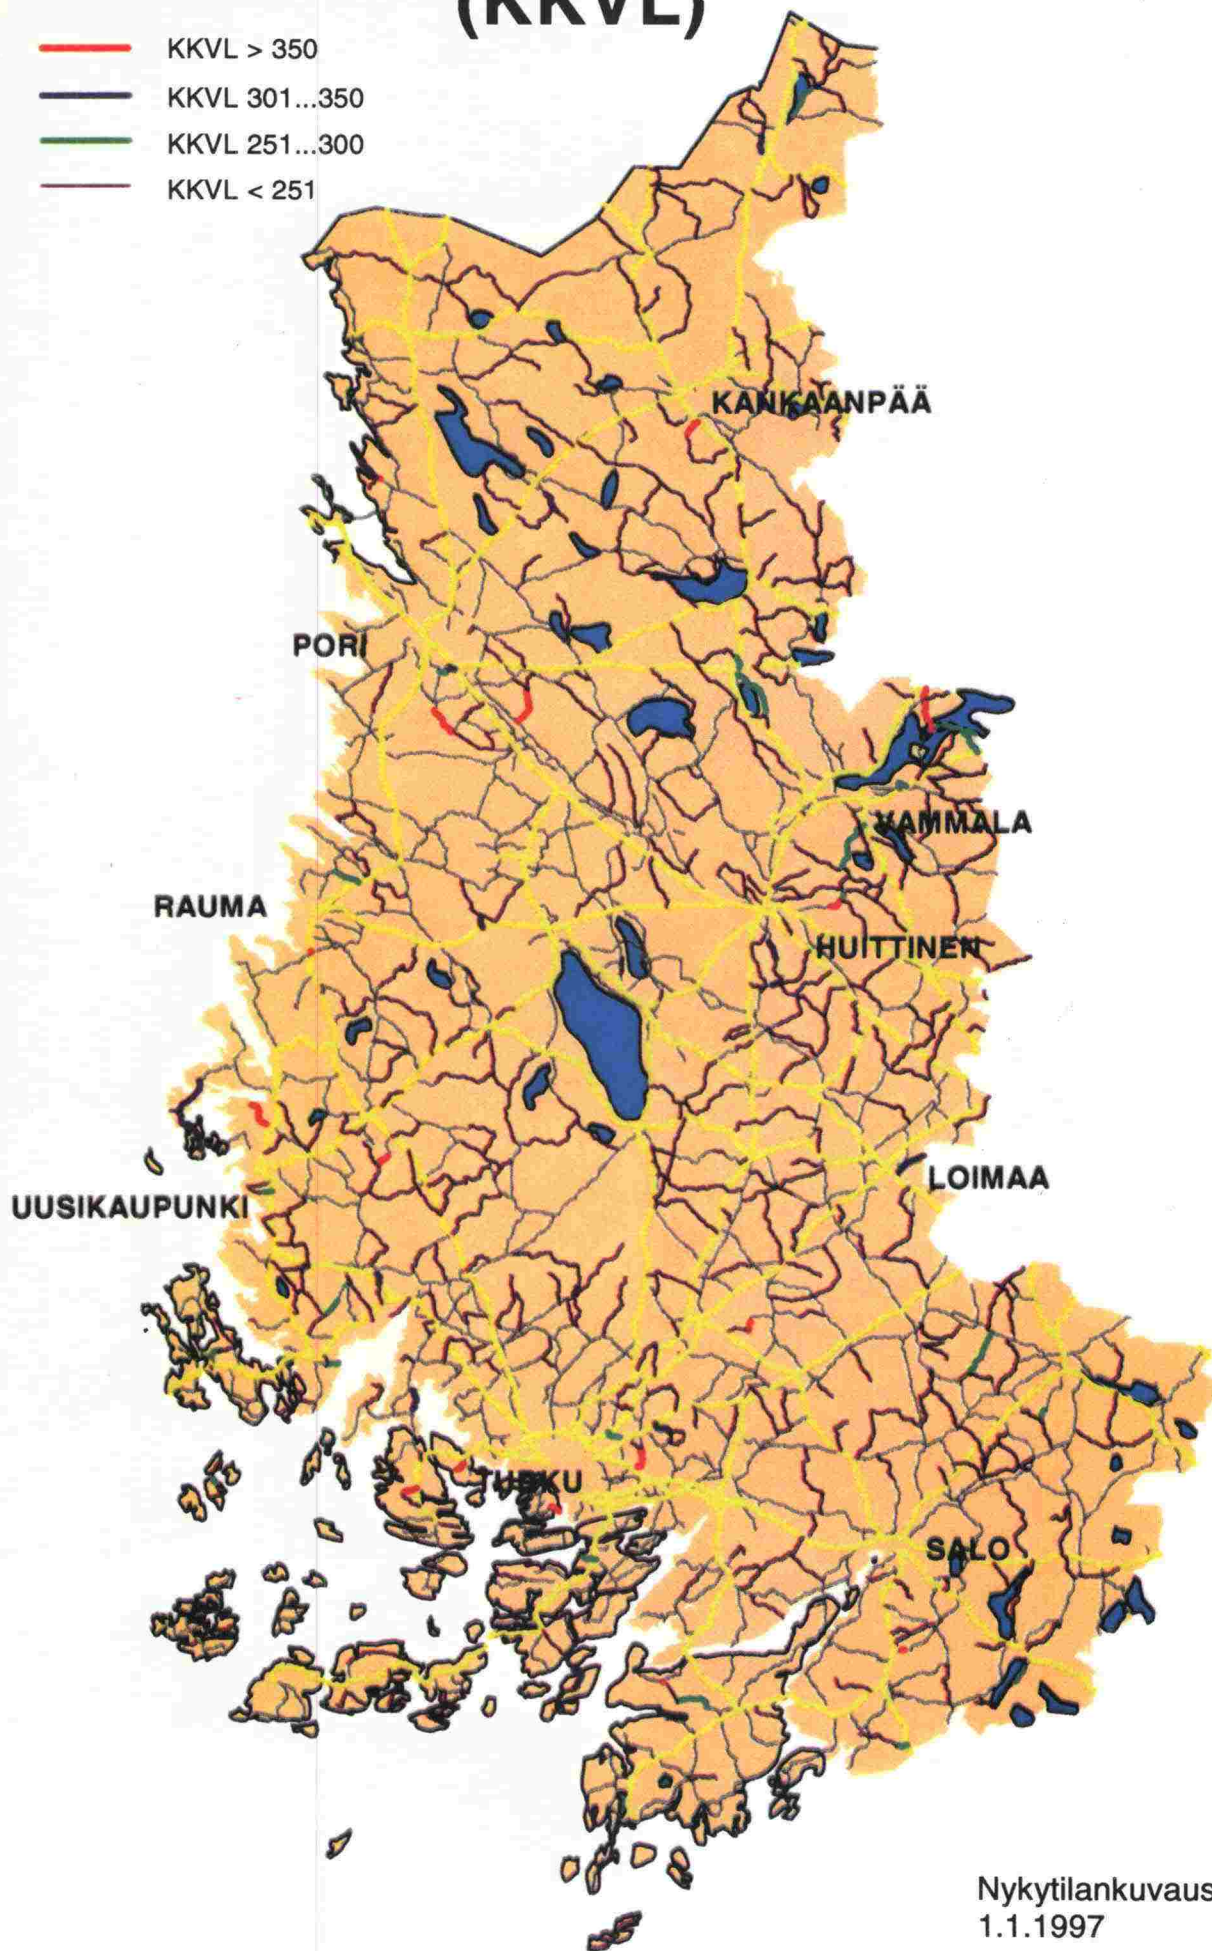 (KKVL)
KKVL > 350
KKVL 301...350
KKVL 251...300
KKVL < 251
KANKAANPÄÄ
PORI
VAMMALA
RAUMA
HUITTINEN
LOIMAA
UUSIKAUPUNKI
TURKU
SALO
Nykytilankuvaus
1.1.1997